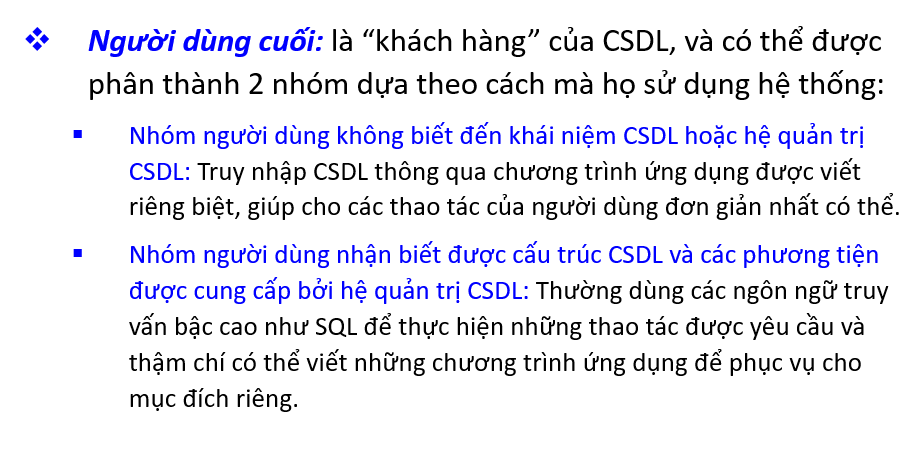 ❖ Người dùng cuối: là “khách hàng” của CSDL, và có thể được
phân thành 2 nhóm dựa theo cách mà họ sử dụng hệ thống:
▪ Nhóm người dùng không biết đến khái niệm CSDL hoặc hệ quản trị
CSDL: Truy nhập CSDL thông qua chương trình ứng dụng được viết
riêng biệt, giúp cho các thao tác của người dùng đơn giản nhất có thể.
▪ Nhóm người dùng nhận biết được cấu trúc CSDL và các phương tiện
được cung cấp bởi hệ quản trị CSDL: Thường dùng các ngôn ngữ truy
vấn bậc cao như SQL để thực hiện những thao tác được yêu cầu và
thậm chí có thể viết những chương trình ứng dụng để phục vụ cho
mục đích riêng.